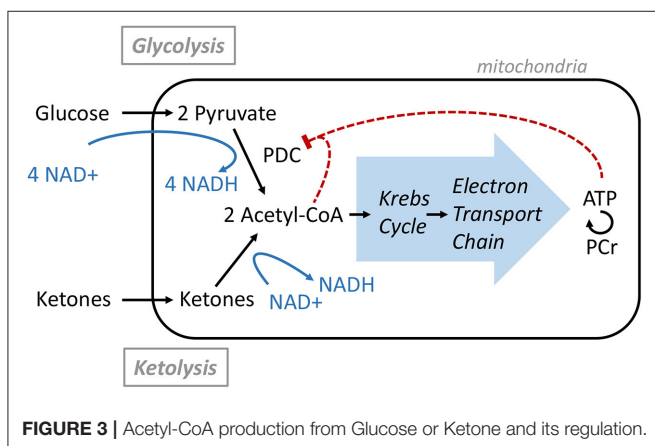 Glycolysis
mitochondria
Glucose
2 Pyruvate
PDC
4 NAD+
4 NADH
2 Acetyl-CoA
Krebs
Cycle
Electron
Transport
Chain
ATP
PCr
NADH
NAD+
Ketones
Ketones
Ketolysis
FIGURE 3 | Acetyl-CoA production from Glucose or Ketone and its regulation.